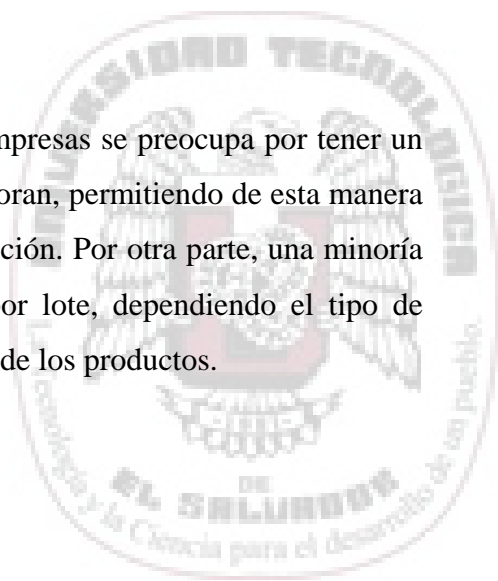 mpresas se preocupa por tener un
oran, permitiendo de esta manera
ción. Por otra parte, una minoría
or lote, dependiendo el tipo de
de los productos.
UNIVERSIDAD TECNOLOGICA
DE
EL SALVADOR
la Ciencia para el desarrollo de un pueblo.